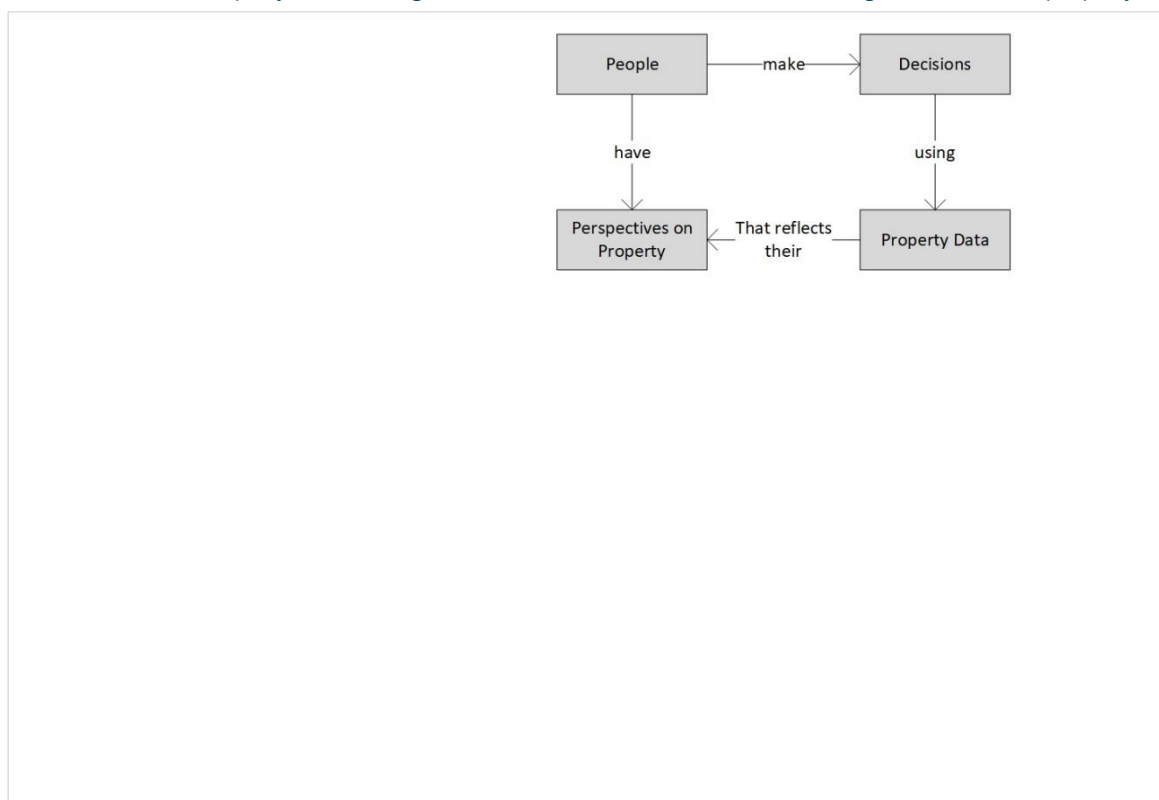 People
make
Decisions
have
using
Perspectives on
Property
That reflects
their
Property Data